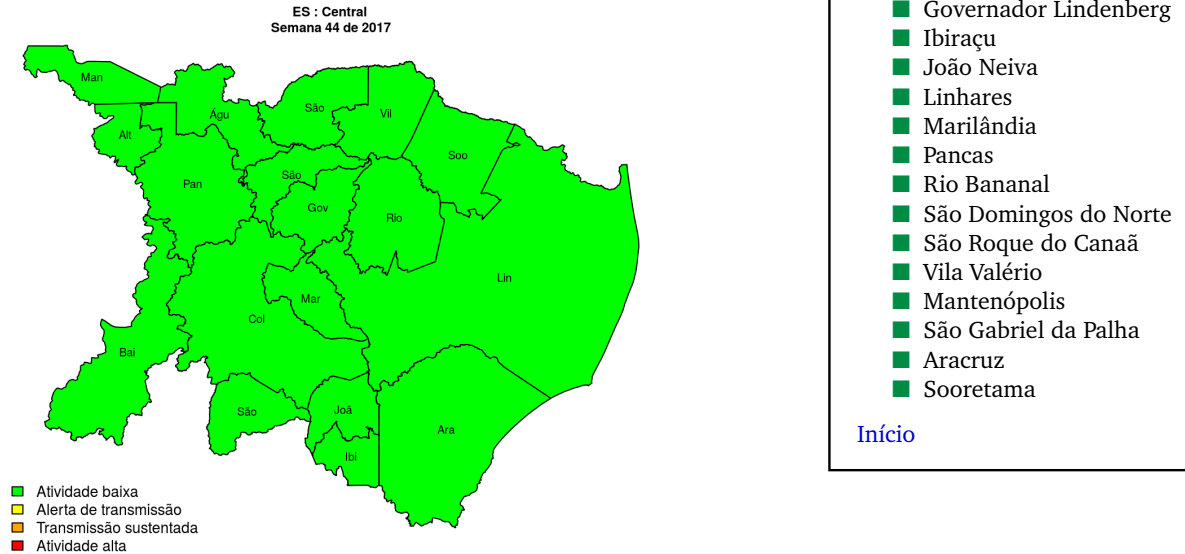 ES : Central
Semana 44 de 2017
Man
Águ
São
Vil
Alt
Soo
Pan
São
Gov
Rio
Lin
Mar
Col
Bai
São
Joã
Ara
Ibi
Atividade baixa
Alerta de transmissão
Transmissão sustentada
Atividade alta
Governador Lindenberg
Ibiraçu
João Neiva
Linhares
Marilândia
Pancas
Rio Bananal
São Domingos do Norte
São Roque do Canaã
Vila Valério
Mantenópolis
São Gabriel da Palha
Aracruz
Sooretama
Início